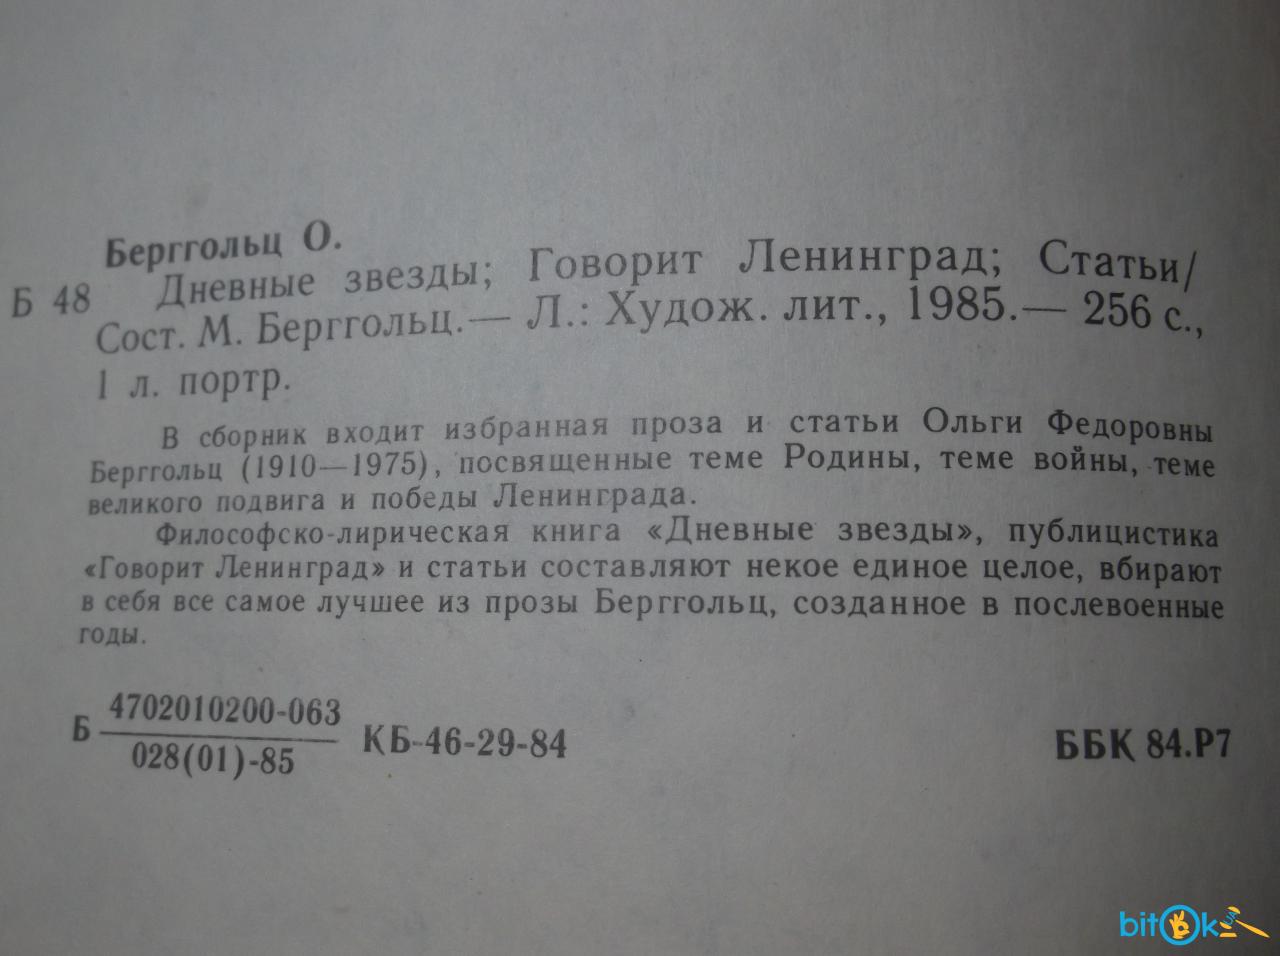 Берггольц О.
Б 48 Дневные звезды; Говорит Ленинград; Статьи/
Сост. М. Берггольц.— Л.: Худож. лит., 1985.— 256 с.,
1 л. портр.
В сборник входит избранная проза и статьи Ольги Федоровны
Берггольц (1910—1975), посвященные теме Родины, теме войны, теме
великого подвига и победы Ленинграда.
Философско-лирическая книга «Дневные звезды», публицистика
«Говорит Ленинград» и статьи составляют некое единое целое, вбирают
в себя все самое лучшее из прозы Берггольц, созданное в послевоенные
годы.
4702010200-063
Б КБ-46-29-84 ББК 84.Р7
028(01)-85
bitOk UA